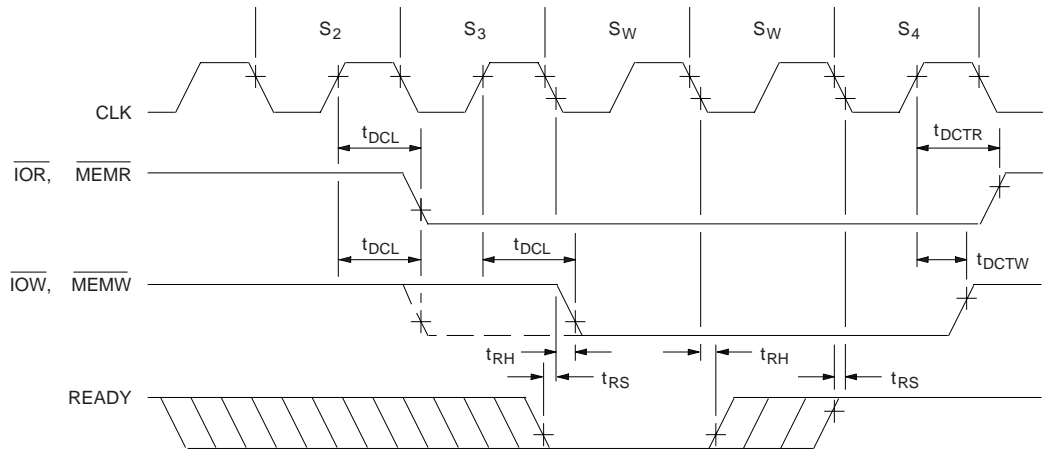 S2 S3 SW SW S4
CLK
tDCL tDCTR
IOR, MEMR
tDCL tDCL tDCTW
IOW, MEMW
tRH tRH
tRS tRS
READY